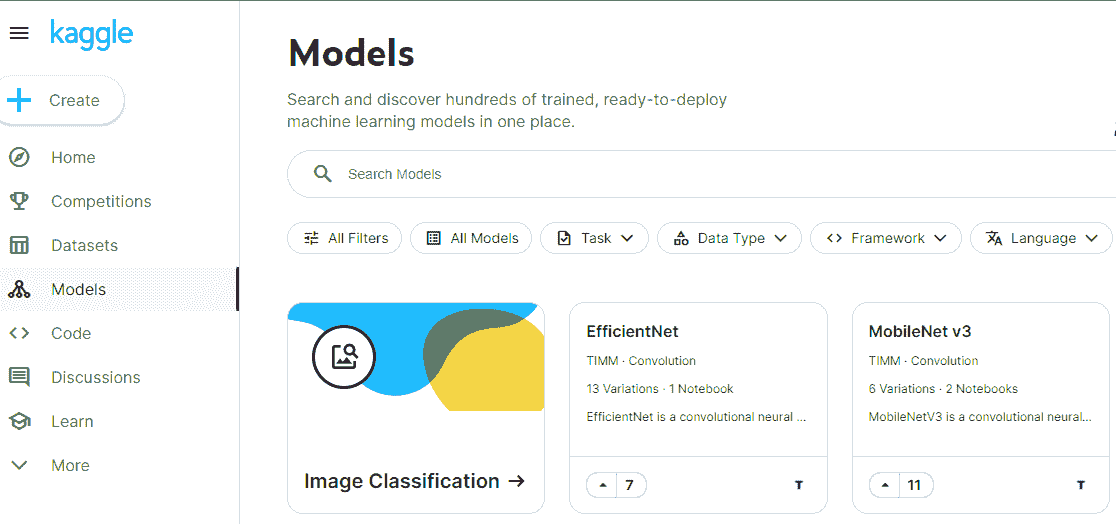 kaggle
Create
Home
Competitions
Datasets
Models
Code
Discussions
Learn
More
Models
Search and discover hundreds of trained, ready-to-deploy
machine learning models in one place.
Search Models
All Filters
All Models
Task
Data Type
Framework
Language
Image Classification →
EfficientNet
TIMM · Convolution
13 Variations · 1 Notebook
EfficientNet is a convolutional neural ...
7
T
MobileNet v3
TIMM · Convolution
6 Variations · 2 Notebooks
MobileNetV3 is a convolutional neural...
11
T